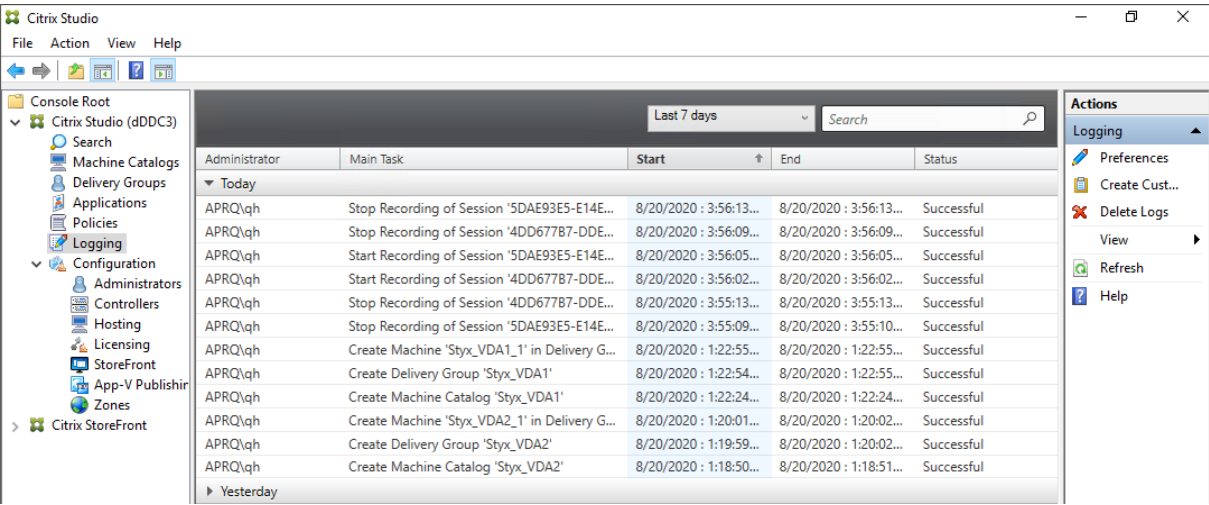 Citrix Studio
File Action View Help
Console Root
Citrix Studio (dDDC3)
Search
Machine Catalogs
Delivery Groups
Applications
Policies
Logging
Configuration
Administrators
Controllers
Hosting
Licensing
StoreFront
App-V Publishin
Zones
Citrix StoreFront
Last 7 days Search
Administrator Main Task Start End Status
Today
APRQ\qh Stop Recording of Session '5DAE93E5-E14E... 8/20/2020 : 3:56:13... 8/20/2020 : 3:56:13... Successful
APRQ\qh Stop Recording of Session '4DD677B7-DDE... 8/20/2020 : 3:56:09... 8/20/2020 : 3:56:09... Successful
APRQ\qh Start Recording of Session '5DAE93E5-E14E... 8/20/2020 : 3:56:05... 8/20/2020 : 3:56:05... Successful
APRQ\qh Start Recording of Session '4DD677B7-DDE... 8/20/2020 : 3:56:02... 8/20/2020 : 3:56:02... Successful
APRQ\qh Stop Recording of Session '4DD677B7-DDE... 8/20/2020 : 3:55:13... 8/20/2020 : 3:55:13... Successful
APRQ\qh Stop Recording of Session '5DAE93E5-E14E... 8/20/2020 : 3:55:09... 8/20/2020 : 3:55:10... Successful
APRQ\qh Create Machine 'Styx_VDA1_1' in Delivery G... 8/20/2020 : 1:22:55... 8/20/2020 : 1:22:55... Successful
APRQ\qh Create Delivery Group 'Styx_VDA1' 8/20/2020 : 1:22:54... 8/20/2020 : 1:22:55... Successful
APRQ\qh Create Machine Catalog 'Styx_VDA1' 8/20/2020 : 1:22:24... 8/20/2020 : 1:22:24... Successful
APRQ\qh Create Machine 'Styx_VDA2_1' in Delivery G... 8/20/2020 : 1:20:01... 8/20/2020 : 1:20:02... Successful
APRQ\qh Create Delivery Group 'Styx_VDA2' 8/20/2020 : 1:19:59... 8/20/2020 : 1:20:02... Successful
APRQ\qh Create Machine Catalog 'Styx_VDA2' 8/20/2020 : 1:18:50... 8/20/2020 : 1:18:51... Successful
Yesterday
Actions
Logging
Preferences
Create Cust...
Delete Logs
View
Refresh
Help